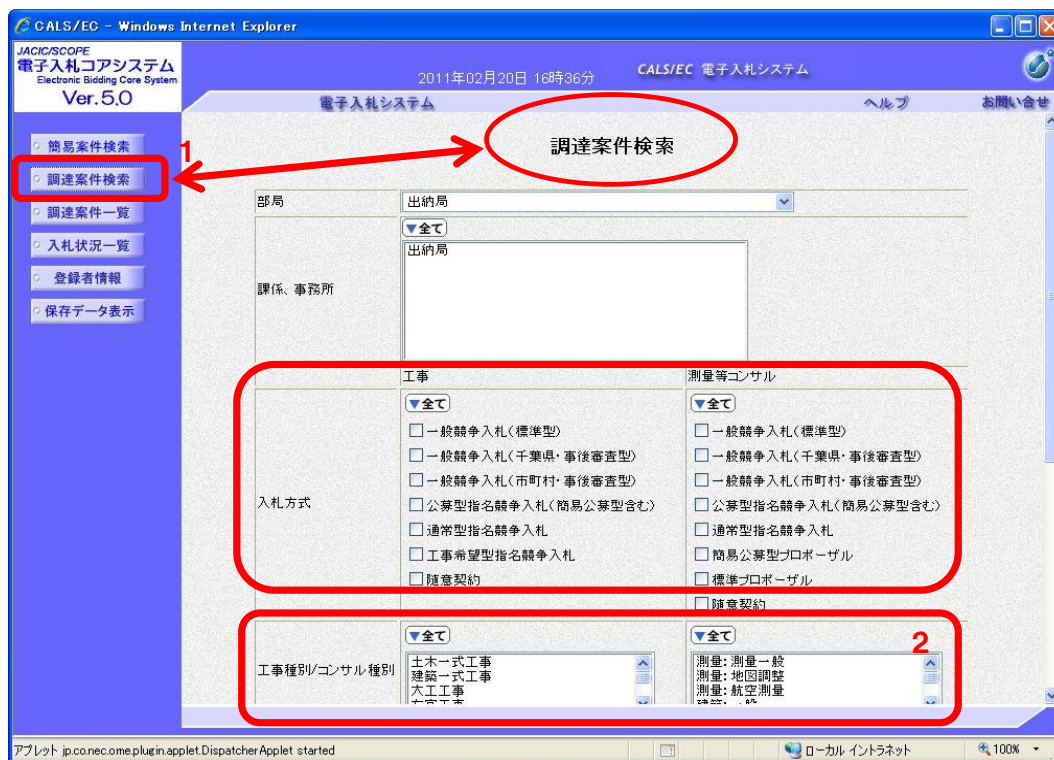 CALS/EC - Windows Internet Explorer
JACIC/SCOPE
電子入札コアシステム
Electronic Bidding Core System
Ver.5.0
2011年02月20日 16時36分
CALS/EC 電子入札システム
電子入札システム
ヘルプ
お問い合せ
簡易案件検索
調達案件検索
調達案件一覧
入札状況一覧
登録者情報
保存データ表示
1
調達案件検索
部局
出納局
▼全て
出納局
課係、事務所
工事
測量等コンサル
入札方式
▼全て
一般競争入札(標準型)
一般競争入札(千葉県・事後審査型)
一般競争入札(市町村・事後審査型)
公募型指名競争入札(簡易公募型含む)
通常型指名競争入札
工事希望型指名競争入札
随意契約
▼全て
一般競争入札(標準型)
一般競争入札(千葉県・事後審査型)
一般競争入札(市町村・事後審査型)
公募型指名競争入札(簡易公募型含む)
通常型指名競争入札
簡易公募型プロポーザル
標準プロポーザル
随意契約
工事種別/コンサル種別
▼全て
土木一式工事
建築一式工事
大工工事
▼全て
2
測量:測量一般
測量:地図調整
測量:航空測量
アプレット jp.co.nec.ome.plugin.applet.DispatcherApplet started
ローカル イントラネット
100%